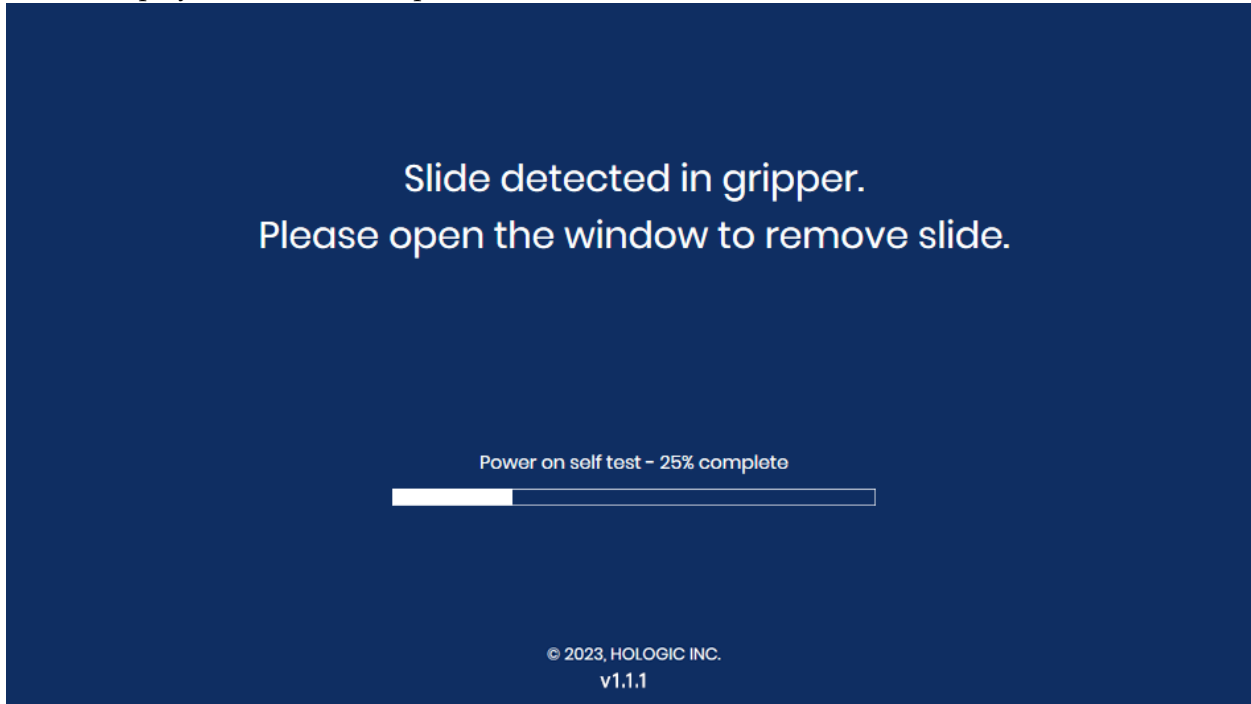 Slide detected in gripper.
Please open the window to remove slide.
Power on self test - 25% complete
© 2023, HOLOGIC INC.
v1.1.1